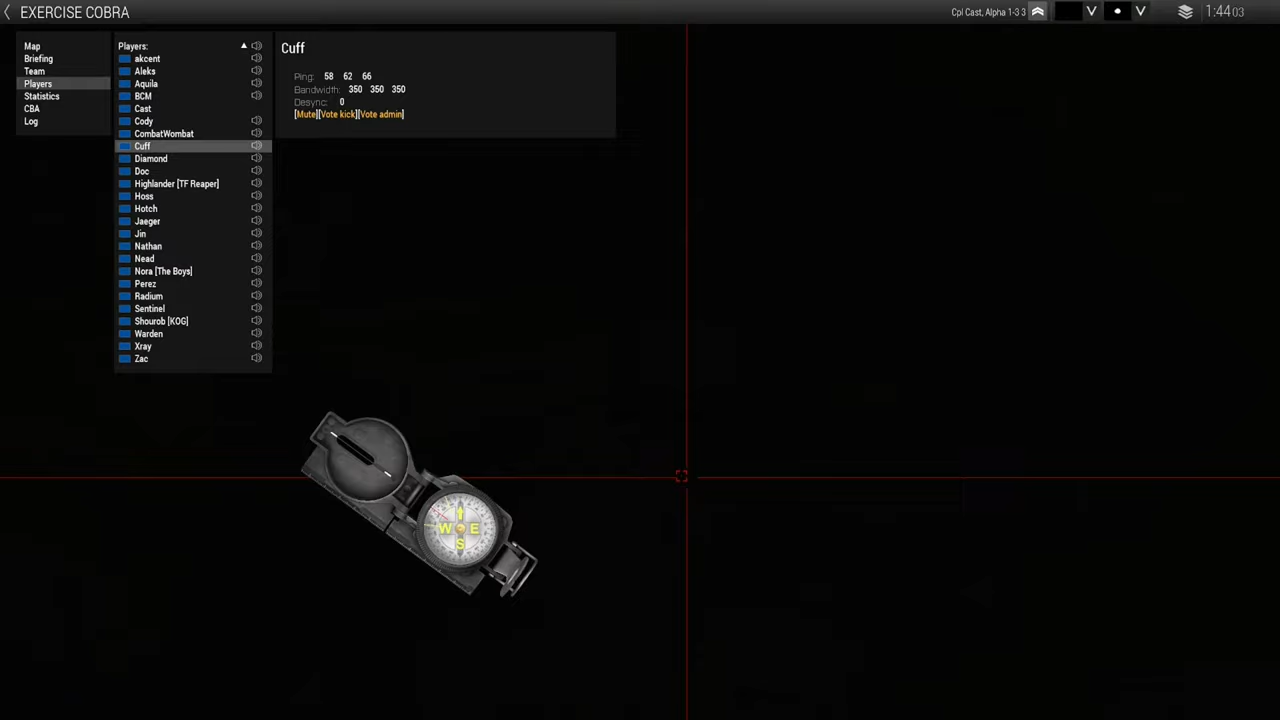 EXERCISE COBRA
Cpl Cast, Alpha 1-3 3
1:44 03
Map
Briefing
Team
Players
Statistics
CBA
Log
Players:
akcent
Aleks
Aquila
BCM
Cast
Cody
CombatWombat
Cuff
Diamond
Doc
Highlander [TF Reaper]
Hoss
Hotch
Jaeger
Jin
Nathan
Nead
Nora [The Boys]
Perez
Radium
Sentinel
Shourob [KOG]
Warden
Xray
Zac
Cuff
Ping: 58 62 66
Bandwidth: 350 350 350
Desync: 0
[Mute][Vote kick][Vote admin]
W E
S